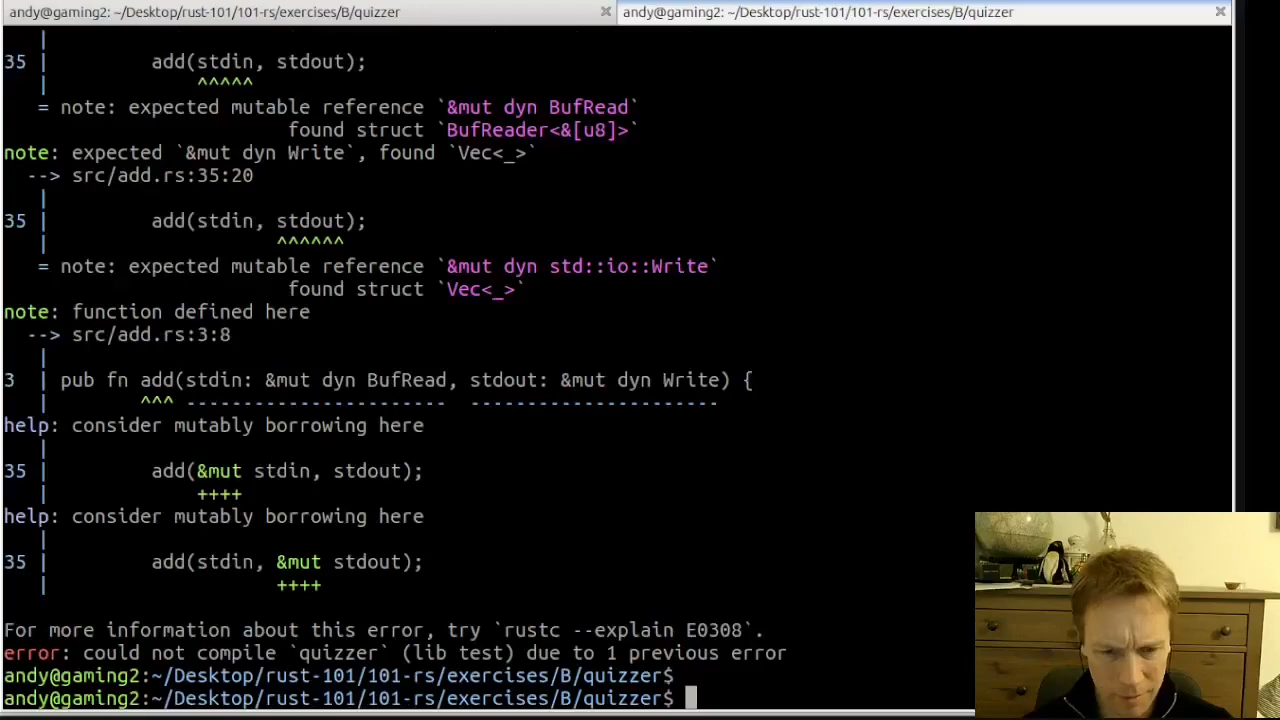 andy@gaming2: ~/Desktop/rust-101/101-rs/exercises/B/quizzer × andy@gaming2: ~/Desktop/rust-101/101-rs/exercises/B/quizzer ×
|
35 | add(stdin, stdout);
| ^^^^^
= note: expected mutable reference `&mut dyn BufRead`
found struct `BufReader<&[u8]>`
note: expected `&mut dyn Write`, found `Vec<_>`
--> src/add.rs:35:20
|
35 | add(stdin, stdout);
| ^^^^^^
= note: expected mutable reference `&mut dyn std::io::Write`
found struct `Vec<_>`
note: function defined here
--> src/add.rs:3:8
|
3 | pub fn add(stdin: &mut dyn BufRead, stdout: &mut dyn Write) {
| ^^^ ----------------------- ----------------------
help: consider mutably borrowing here
|
35 | add(&mut stdin, stdout);
| ++++
help: consider mutably borrowing here
|
35 | add(stdin, &mut stdout);
| ++++
For more information about this error, try `rustc --explain E0308`.
error: could not compile `quizzer` (lib test) due to 1 previous error
andy@gaming2:~/Desktop/rust-101/101-rs/exercises/B/quizzer$
andy@gaming2:~/Desktop/rust-101/101-rs/exercises/B/quizzer$